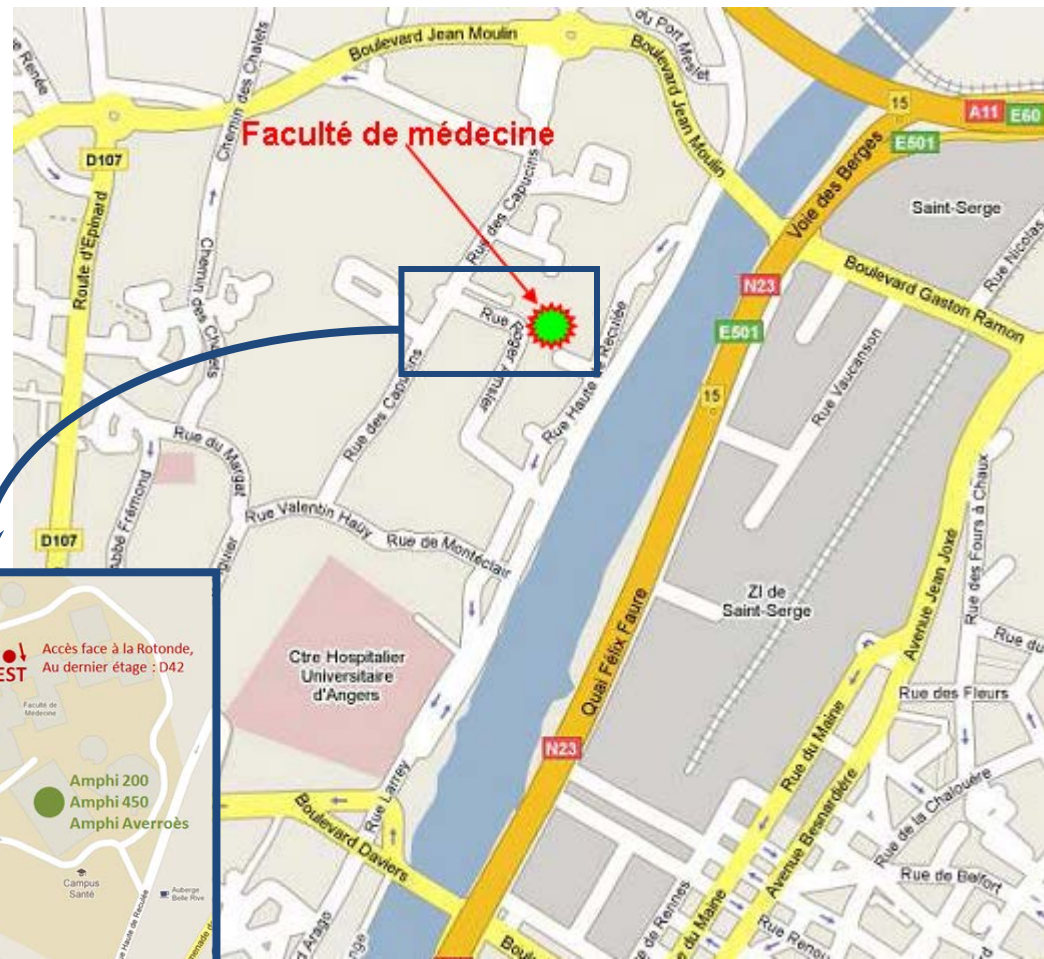 du Port Meslet
Boulevard Jean Moulin
Boulevard Jean Moulin
Renée
Chemin des Chalets
15
A11
E60
Faculté de médecine
E501
D107
Voie des Berges
Saint-Serge
Rue des Capucins
Rue Nicolas
Route d'Epinard
Chemin des Chalets
Boulevard Gaston Ramon
N23
Rue Roger Amsler
E501
Rue Haute de Reculée
Rue Vaucanson
15
Rue des Capucins
Rue du Margat
Abbé Frémond
Rue des Fours à Chaux
Rue Valentin Haüy
Rue de Montéclair
D107
Avenue Jean Joxé
ZI de
Saint-Serge
Rue du
Accès face à la Rotonde,
Au dernier étage : D42
EST
Ctre Hospitalier
Universitaire
d'Angers
Quai Félix Faure
Rue des Fleurs
Faculté de
Médecine
N23
Rue du Maine
Amphi 200
Amphi 450
Amphi Averroès
Rue Larrey
Boulevard Daviers
Avenue Besnardière
Rue de la Chalouère
Campus
Santé
Auberge
Belle Rive
Rue de Belfort
Haute de Reculée
d Arago
de Rennes
du Maine
Rue Renou
Boul